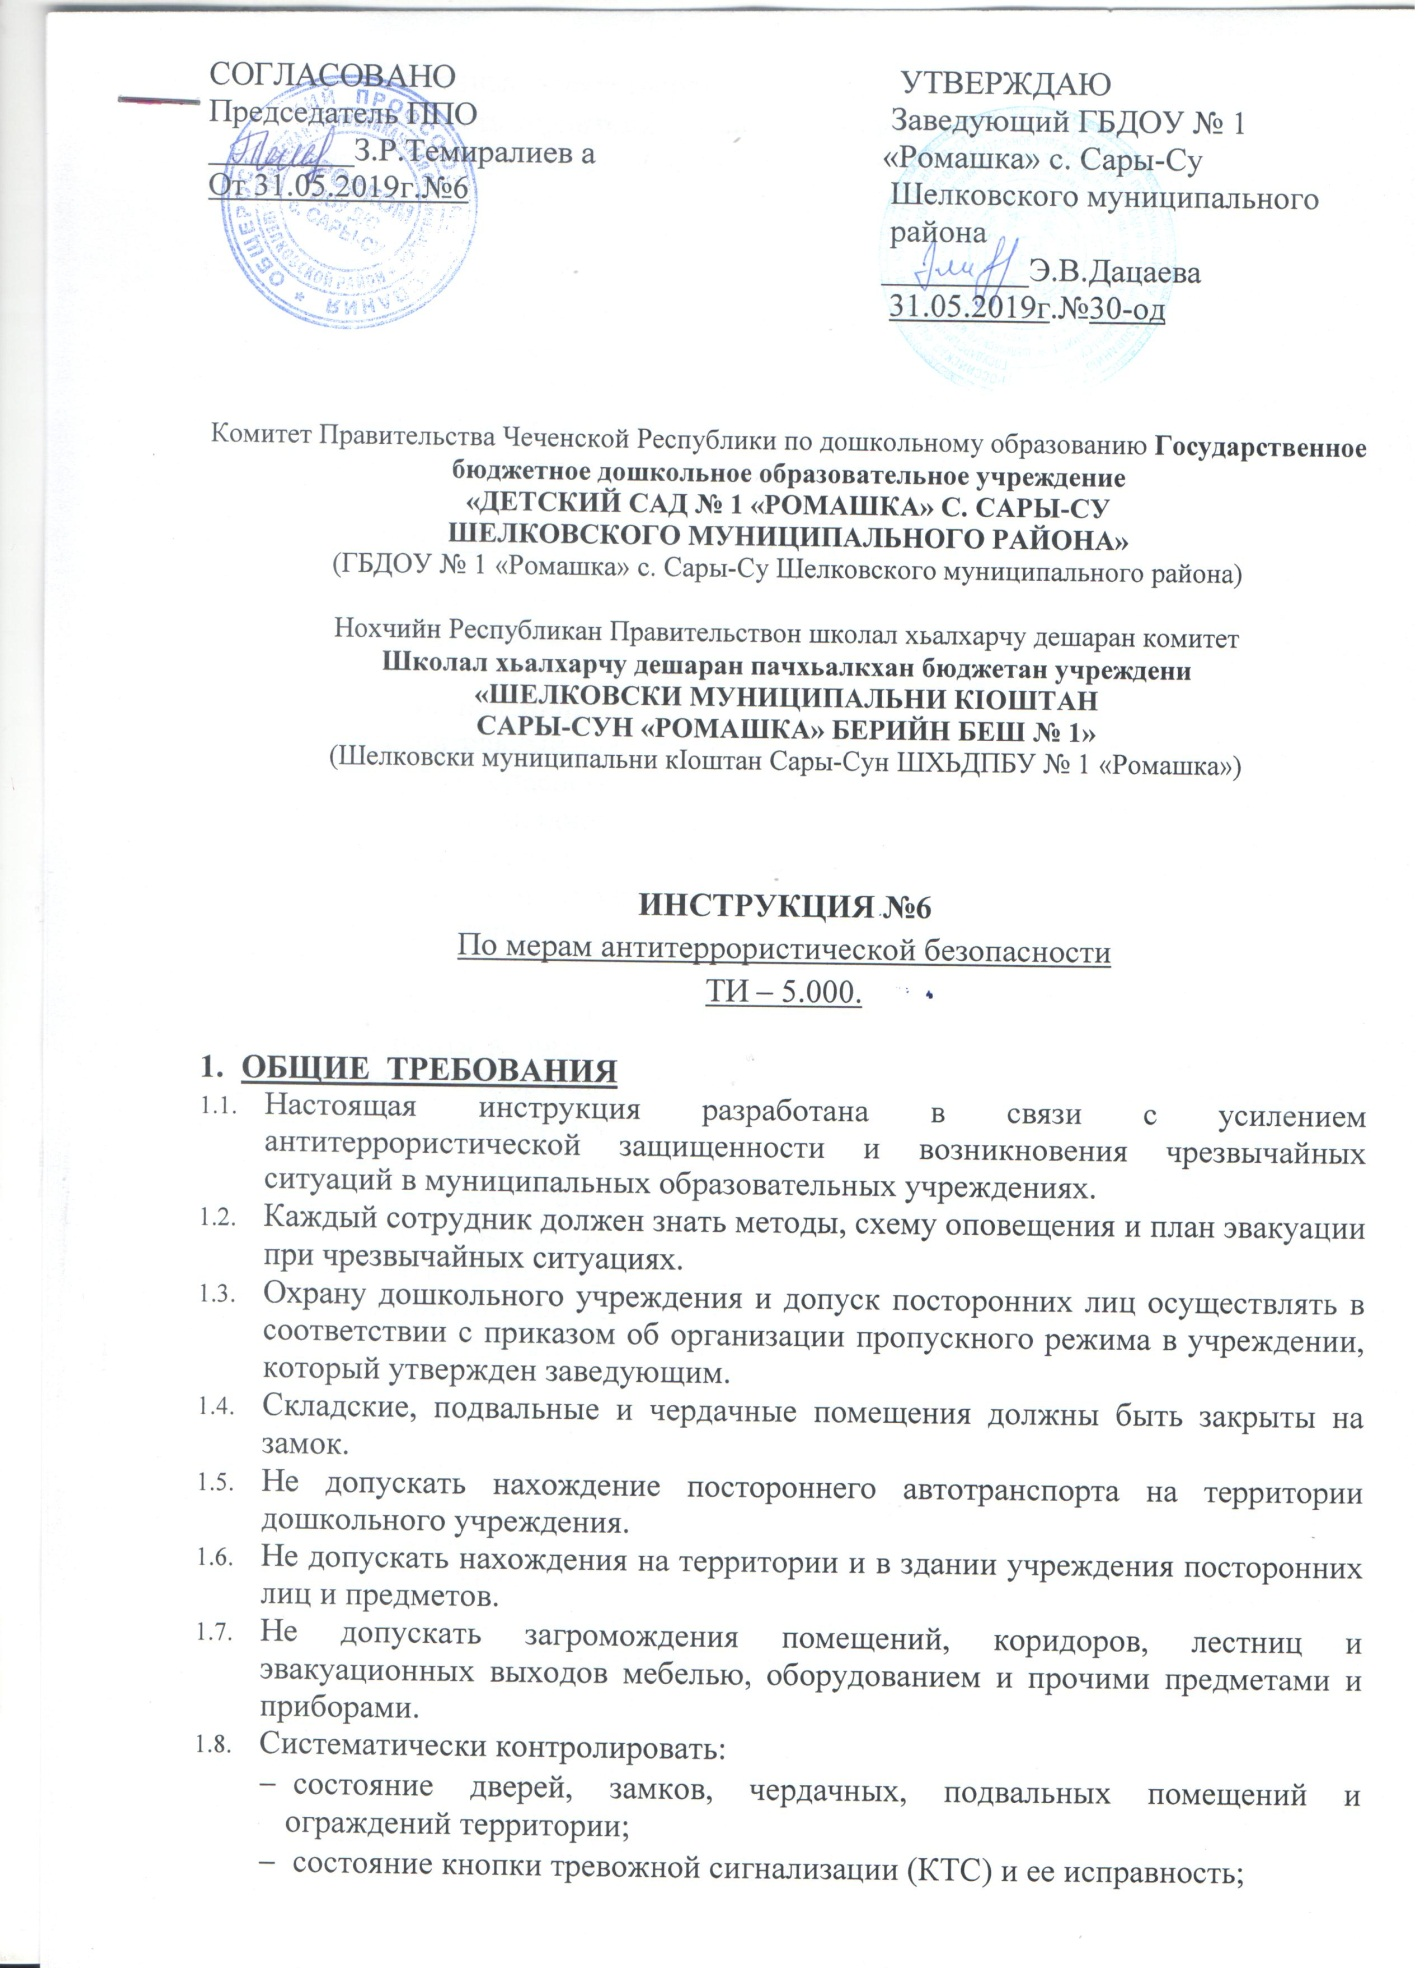 СОГЛАСОВАНО
Председатель ППО
_________З.Р.Темиралиев а
От 31.05.2019г.№6
УТВЕРЖДАЮ
Заведующий ГБДОУ № 1
«Ромашка» с. Сары-Су
Шелковского муниципального
района
_________Э.В.Дацаева
31.05.2019г.№30-од
Комитет Правительства Чеченской Республики по дошкольному образованию Государственное
бюджетное дошкольное образовательное учреждение
«ДЕТСКИЙ САД № 1 «РОМАШКА» С. САРЫ-СУ
ШЕЛКОВСКОГО МУНИЦИПАЛЬНОГО РАЙОНА»
(ГБДОУ № 1 «Ромашка» с. Сары-Су Шелковского муниципального района)
Нохчийн Республикан Правительствон школал хьалхарчу дешаран комитет
Школал хьалхарчу дешаран пачхьалкхан бюджетан учреждени
«ШЕЛКОВСКИ МУНИЦИПАЛЬНИ КІОШТАН
САРЫ-СУН «РОМАШКА» БЕРИЙН БЕШ № 1»
(Шелковски муниципальни кІоштан Сары-Сун ШХЬДПБУ № 1 «Ромашка»)
ИНСТРУКЦИЯ №6
По мерам антитеррористической безопасности
ТИ – 5.000.
1. ОБЩИЕ ТРЕБОВАНИЯ
1.1. Настоящая инструкция разработана в связи с усилением
антитеррористической защищенности и возникновения чрезвычайных
ситуаций в муниципальных образовательных учреждениях.
1.2. Каждый сотрудник должен знать методы, схему оповещения и план эвакуации
при чрезвычайных ситуациях.
1.3. Охрану дошкольного учреждения и допуск посторонних лиц осуществлять в
соответствии с приказом об организации пропускного режима в учреждении,
который утвержден заведующим.
1.4. Складские, подвальные и чердачные помещения должны быть закрыты на
замок.
1.5. Не допускать нахождение постороннего автотранспорта на территории
дошкольного учреждения.
1.6. Не допускать нахождения на территории и в здании учреждения посторонних
лиц и предметов.
1.7. Не допускать загромождения помещений, коридоров, лестниц и
эвакуационных выходов мебелью, оборудованием и прочими предметами и
приборами.
1.8. Систематически контролировать:
– состояние дверей, замков, чердачных, подвальных помещений и
ограждений территории;
– состояние кнопки тревожной сигнализации (КТС) и ее исправность;